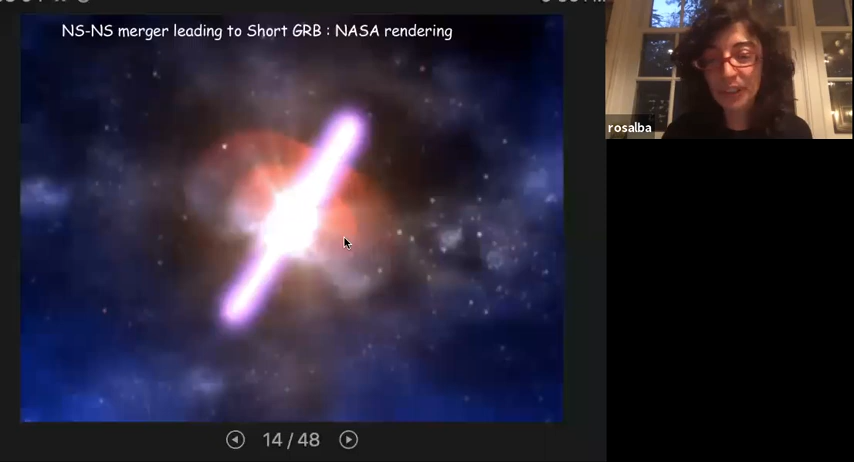 NS-NS merger leading to Short GRB : NASA rendering
rosalba
14 / 48